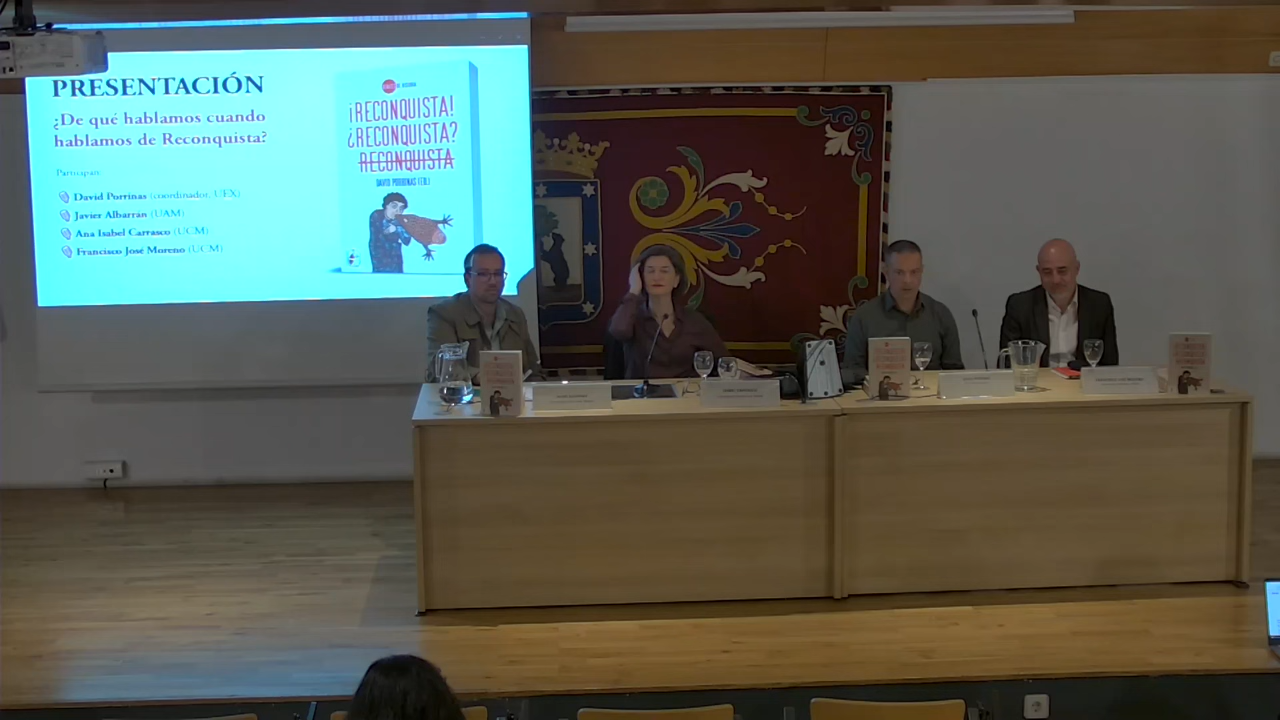 PRESENTACIÓN
¿De qué hablamos cuando
hablamos de Reconquista?
Participan:
David Porrinas (coordinador, UEX)
Javier Albarrán (UAM)
Ana Isabel Carrasco (UCM)
Francisco José Moreno (UCM)
¡RECONQUISTA!
¿RECONQUISTA?
RECONQUISTA
DAVID PORRINAS (ED.)